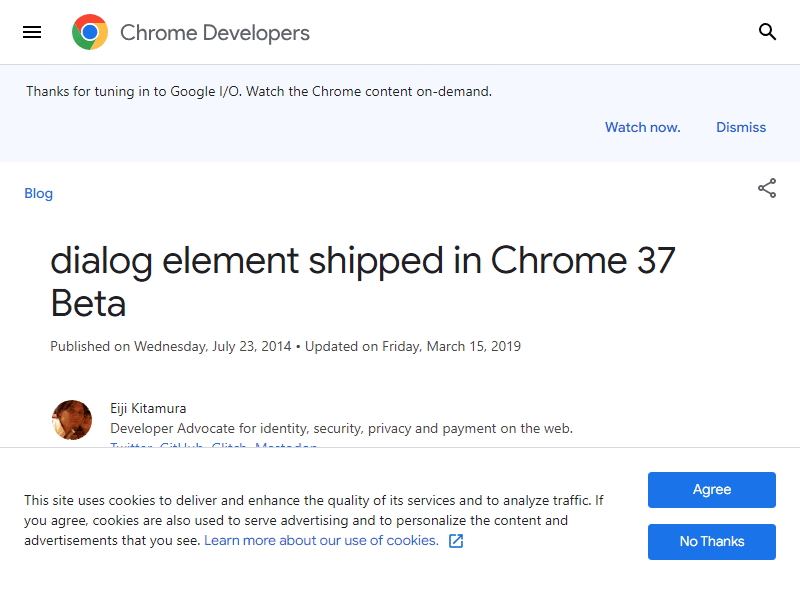 Chrome Developers
Thanks for tuning in to Google I/O. Watch the Chrome content on-demand.
Watch now. Dismiss
Blog
dialog element shipped in Chrome 37
Beta
Published on Wednesday, July 23, 2014 • Updated on Friday, March 15, 2019
Eiji Kitamura
Developer Advocate for identity, security, privacy and payment on the web.
Twitter GitHub Glitch Mastodon
This site uses cookies to deliver and enhance the quality of its services and to analyze traffic. If
you agree, cookies are also used to serve advertising and to personalize the content and
advertisements that you see. Learn more about our use of cookies.
Agree
No Thanks